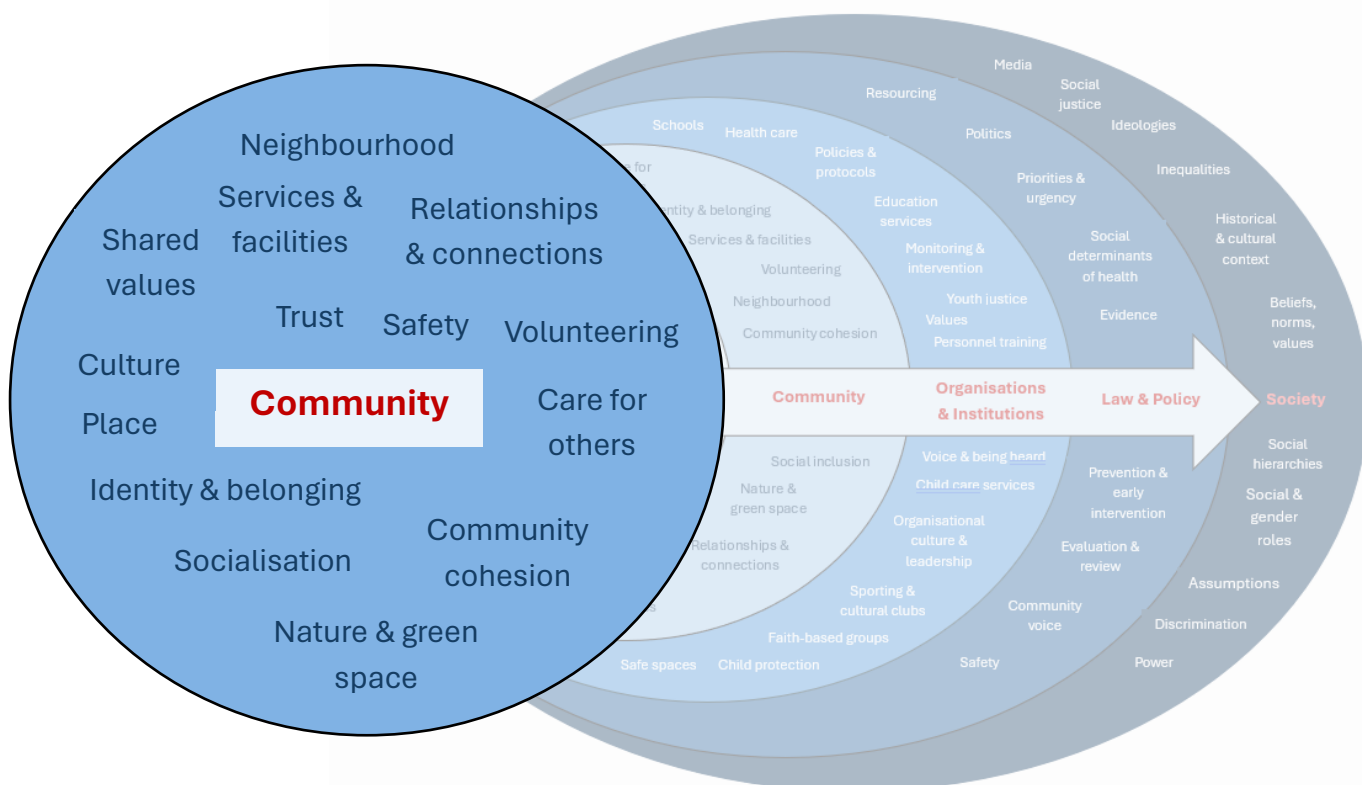 Neighbourhood
Services &
facilities
Relationships
& connections
Shared
values
Trust
Safety
Volunteering
Culture
Community
Care for
others
Place
Identity & belonging
Community
cohesion
Socialisation
Nature & green
space
for
entity & belonging
Services & facilities
Volunteering
Neighbourhood
Community cohesion
Community
Social inclusion
Nature &
green space
Relationships &
connections
Schools
Health care
Policies &
protocols
Education
services
Monitoring &
intervention
Youth justice
Values
Personnel training
Organisations
& Institutions
Voice & being heard
Child care services
Organisational
culture &
leadership
Sporting &
cultural clubs
Faith-based groups
Safe spaces
Child protection
Resourcing
Politics
Priorities &
urgency
Social
determinants
of health
Evidence
Law & Policy
Prevention &
early
intervention
Evaluation &
review
Community
voice
Safety
Media
Social
justice
Ideologies
Inequalities
Historical
& cultural
context
Beliefs,
norms,
values
Society
Social
hierarchies
Social &
gender
roles
Assumptions
Discrimination
Power